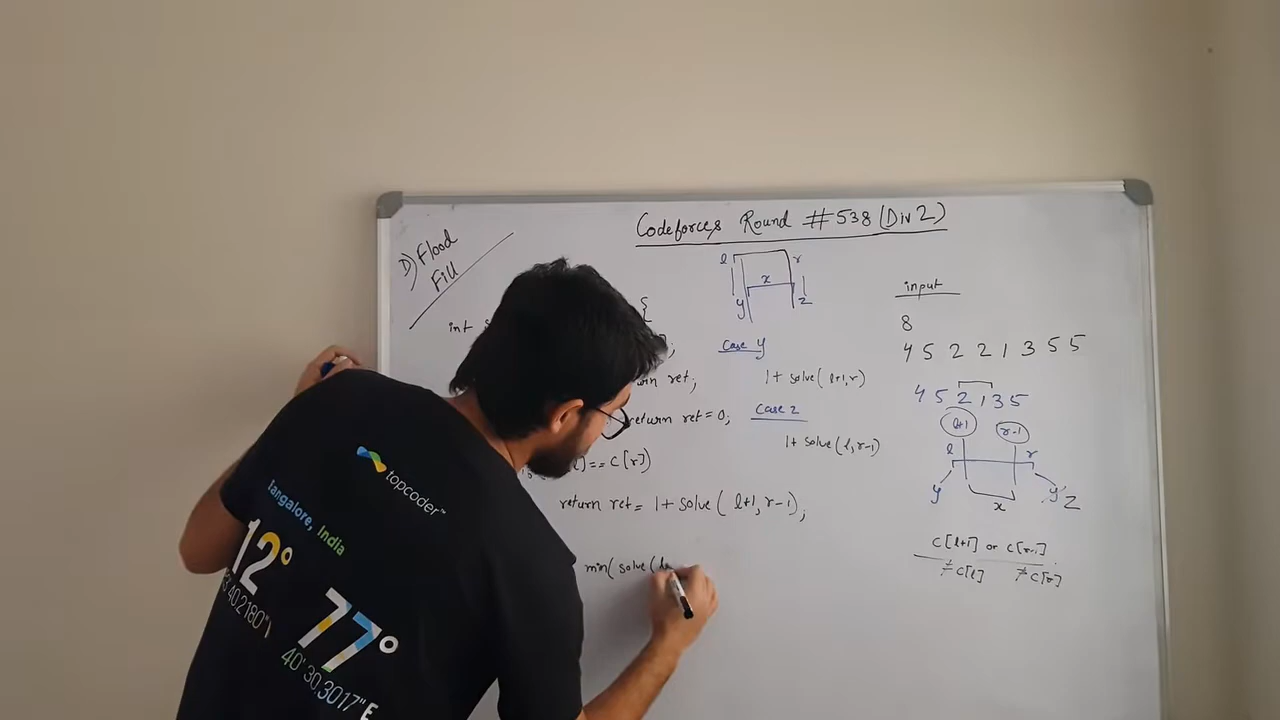 Codeforces Round #538 (Div 2)
D) Flood
Fill
int
{
;
return ret;
return ret = 0;
== C[r])
return ret = 1 + solve( l+1, r-1);
min( solve(
l r
x
y z
Case y
1 + solve( l+1, r)
Case z
1 + solve( l, r-1)
input
8
4 5 2 2 1 3 5 5
4 5 2 1 3 5
l+1 r-1
l r
y x y' z
C[l+1] or C[r-1]
≠ C[l] ≠ C[r]
topcoder™
Bangalore, India
12°
77°
40',30.3017"E